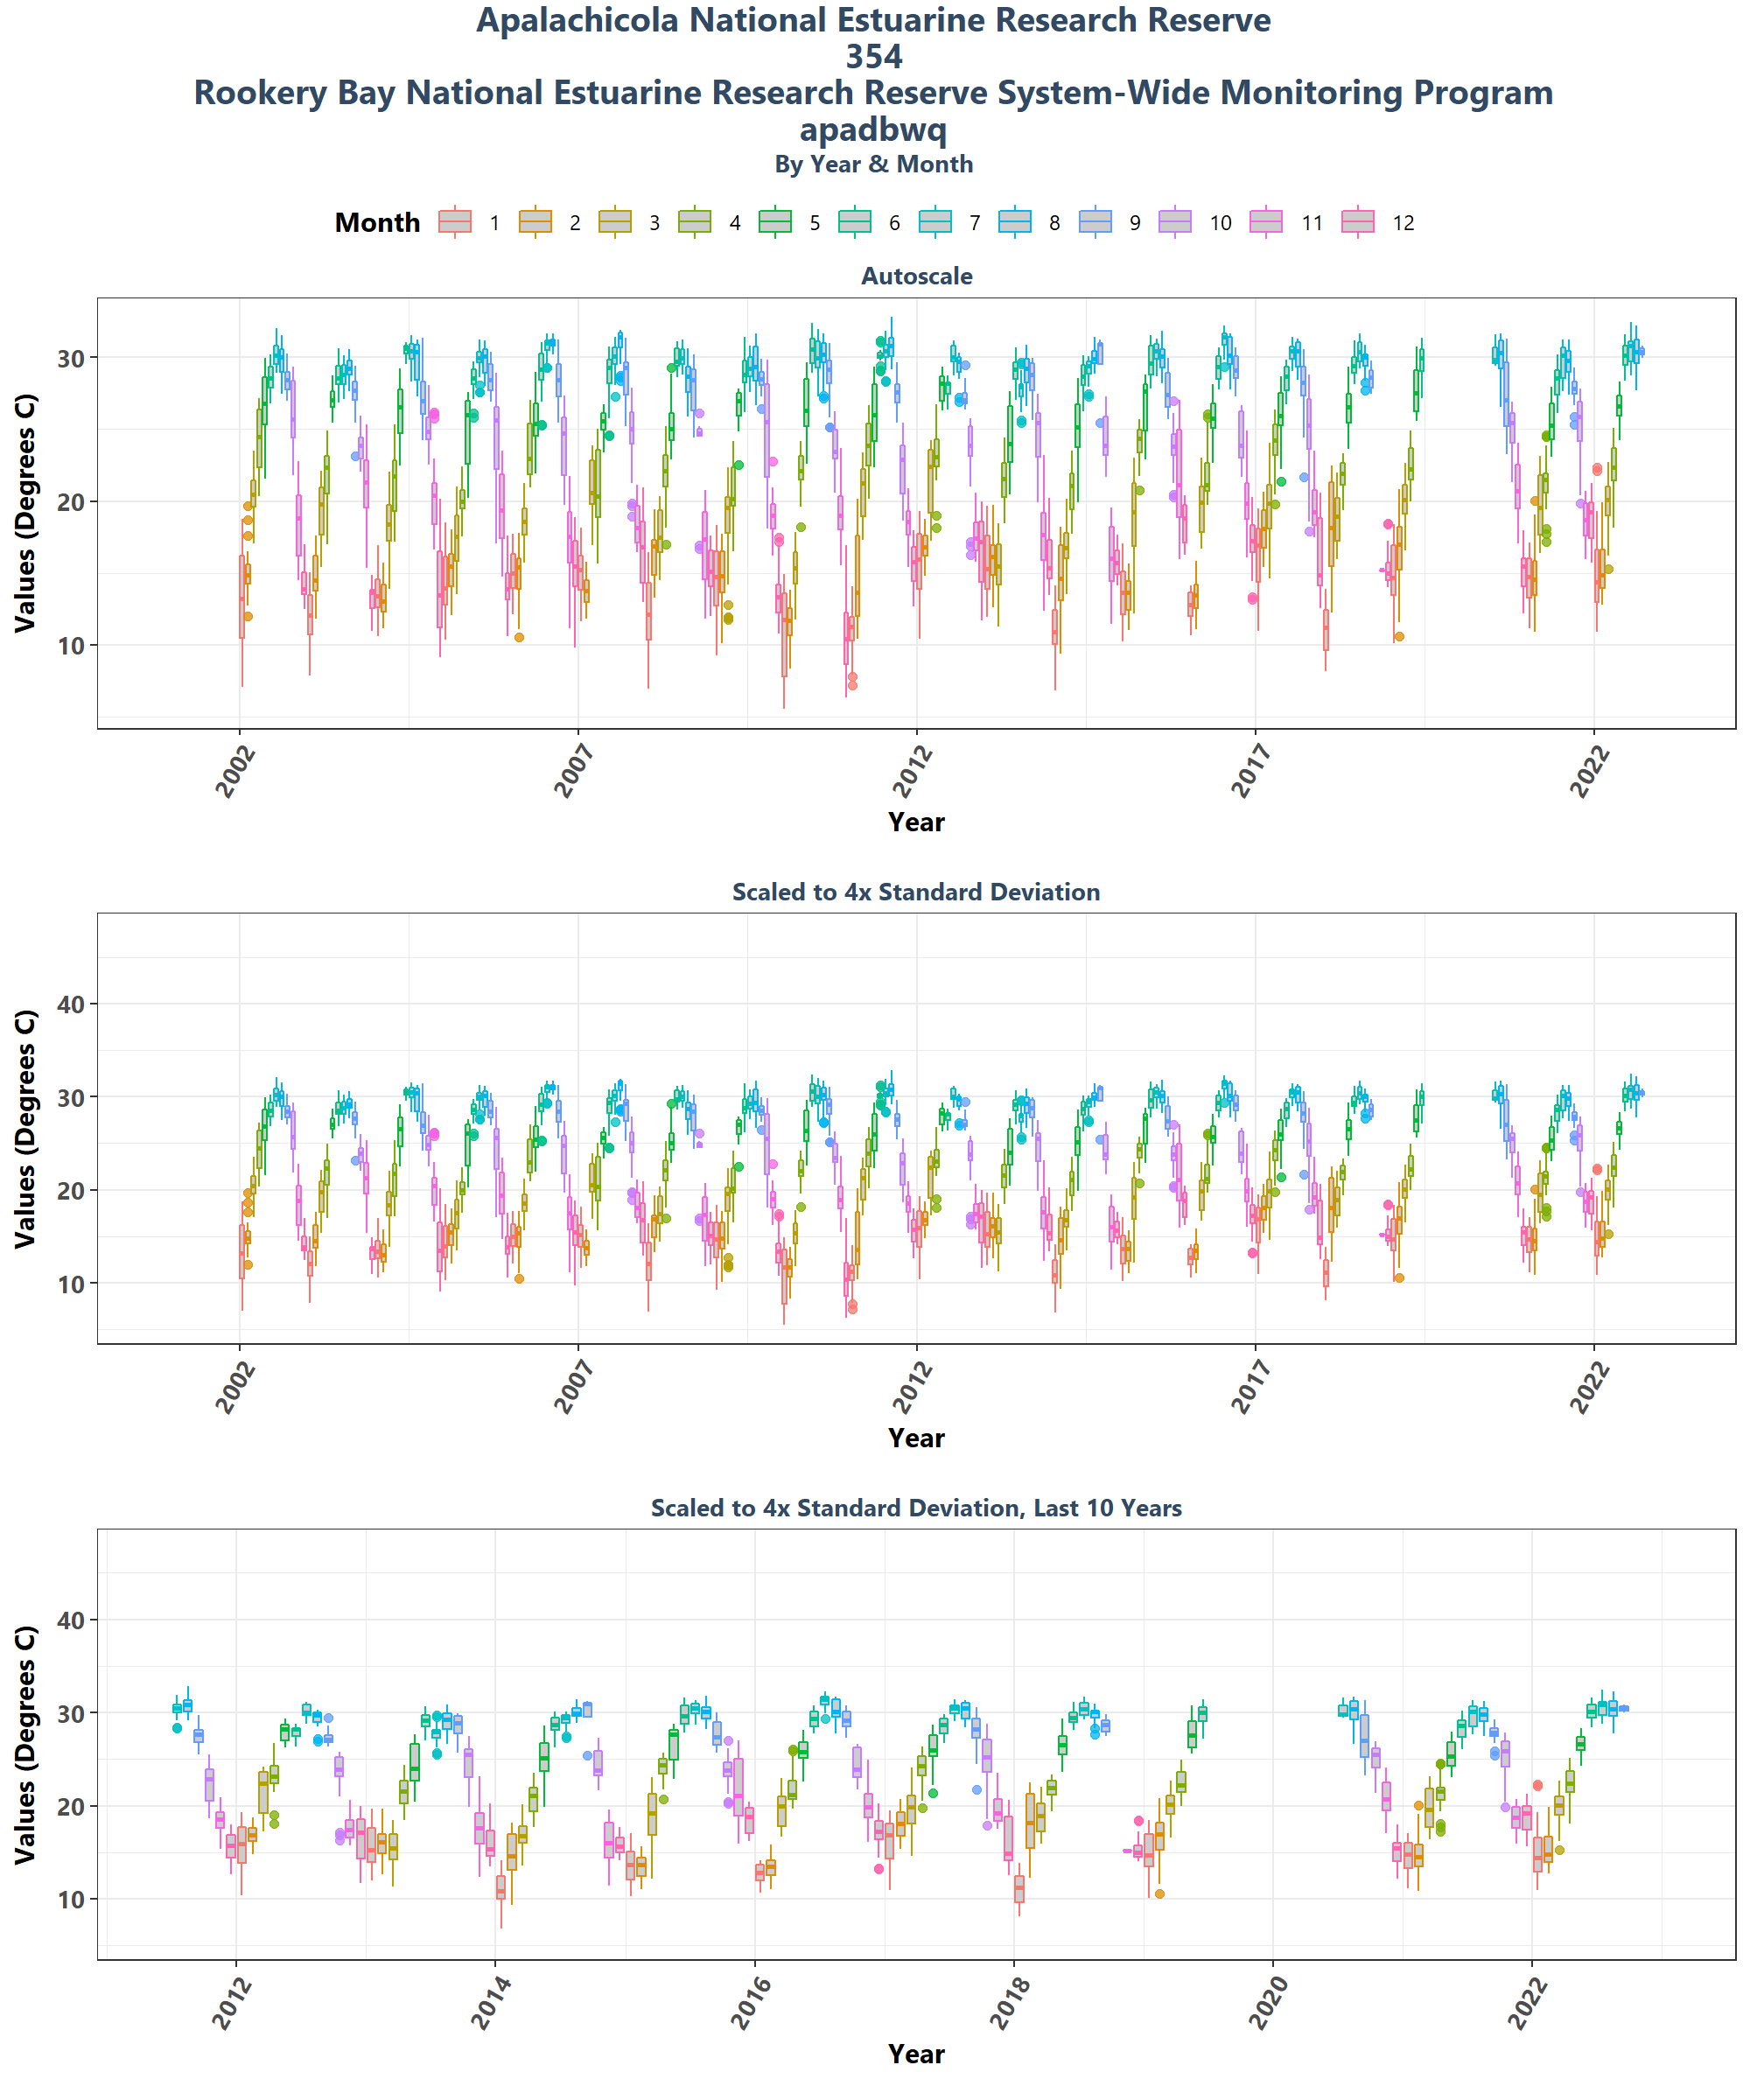 Apalachicola National Estuarine Research Reserve
354
Rookery Bay National Estuarine Research Reserve System-Wide Monitoring Program
apadbwq
By Year & Month
Month 1 2 3 4 5 6 7 8 9 10 11 12
Autoscale
Values (Degrees C)
30
20
10
2002 2007 2012 2017 2022
Year
Scaled to 4x Standard Deviation
Values (Degrees C)
40
30
20
10
2002 2007 2012 2017 2022
Year
Scaled to 4x Standard Deviation, Last 10 Years
Values (Degrees C)
40
30
20
10
2012 2014 2016 2018 2020 2022
Year